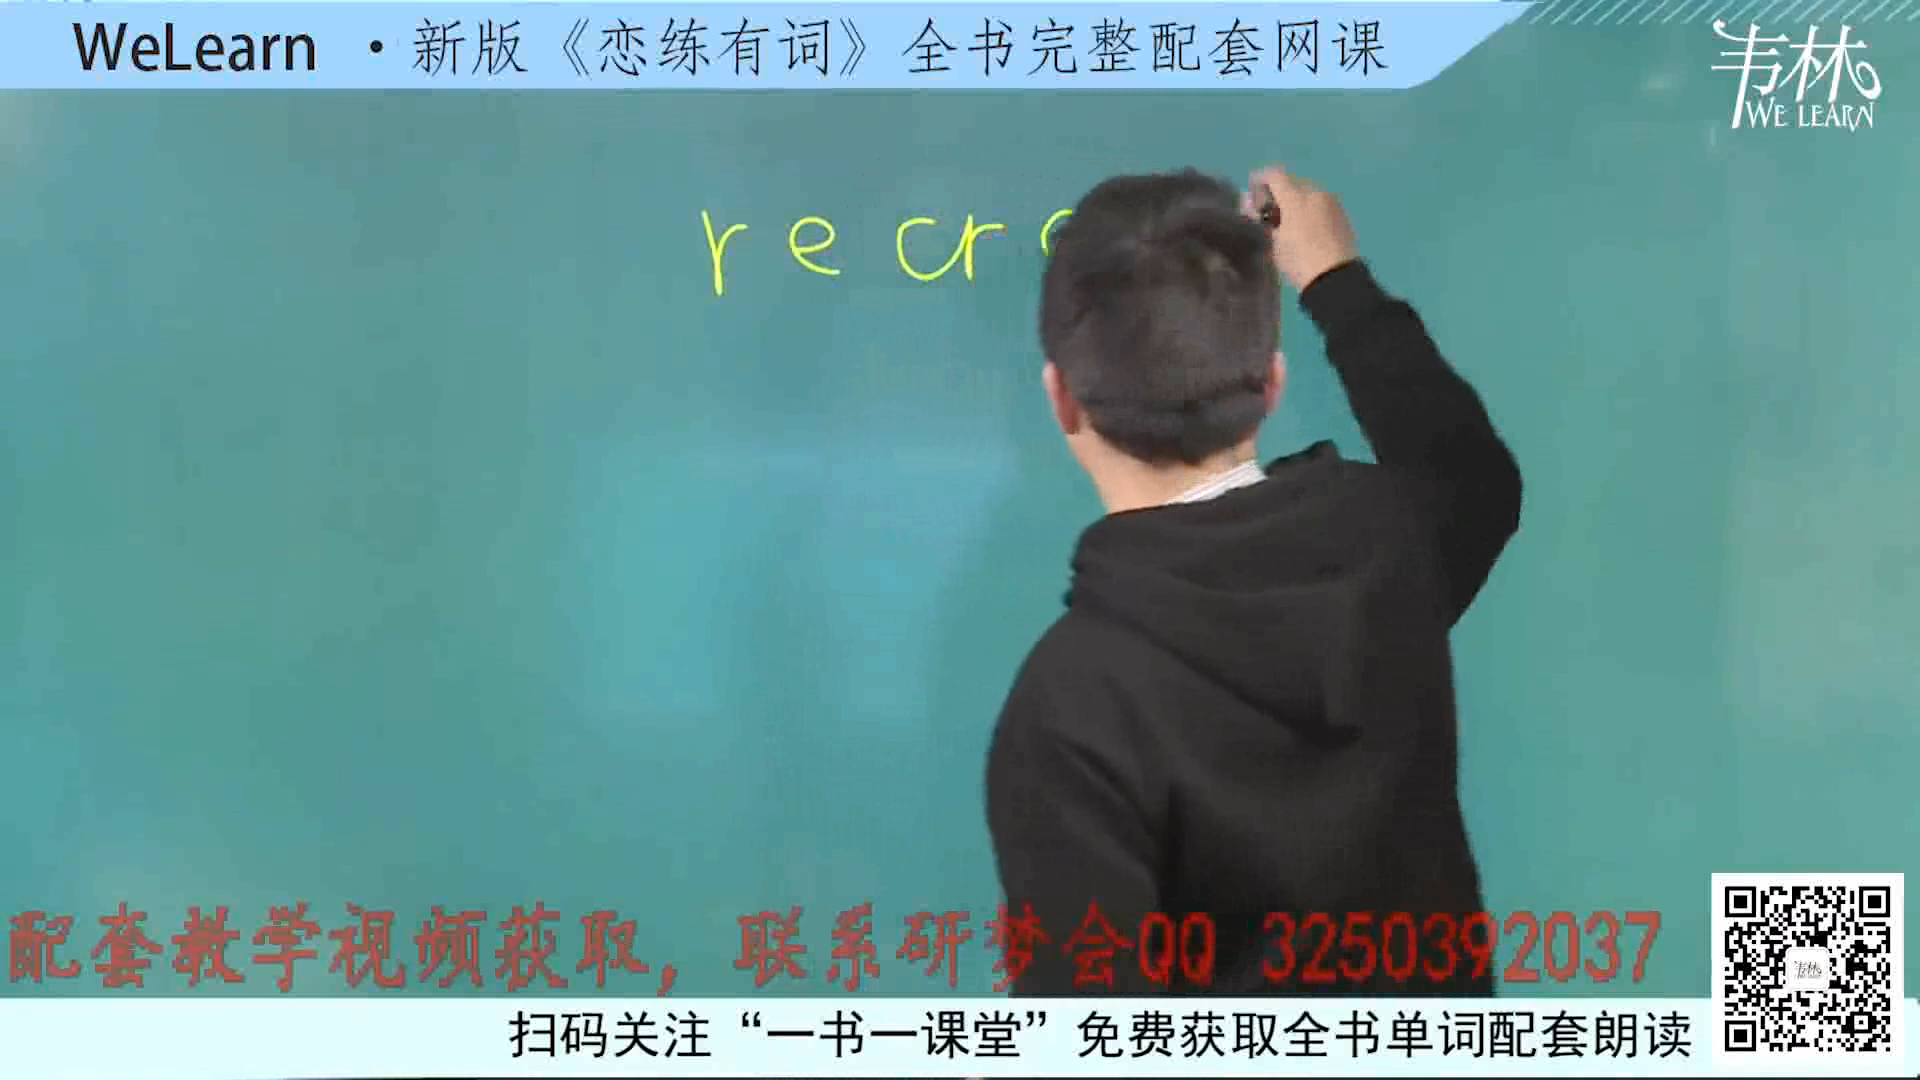 WeLearn ·新版《恋练有词》全书完整配套网课
韦林
WE LEARN
recr
配套教学视频获取，联系研梦会QQ 3250392037
扫码关注“一书一课堂”免费获取全书单词配套朗读